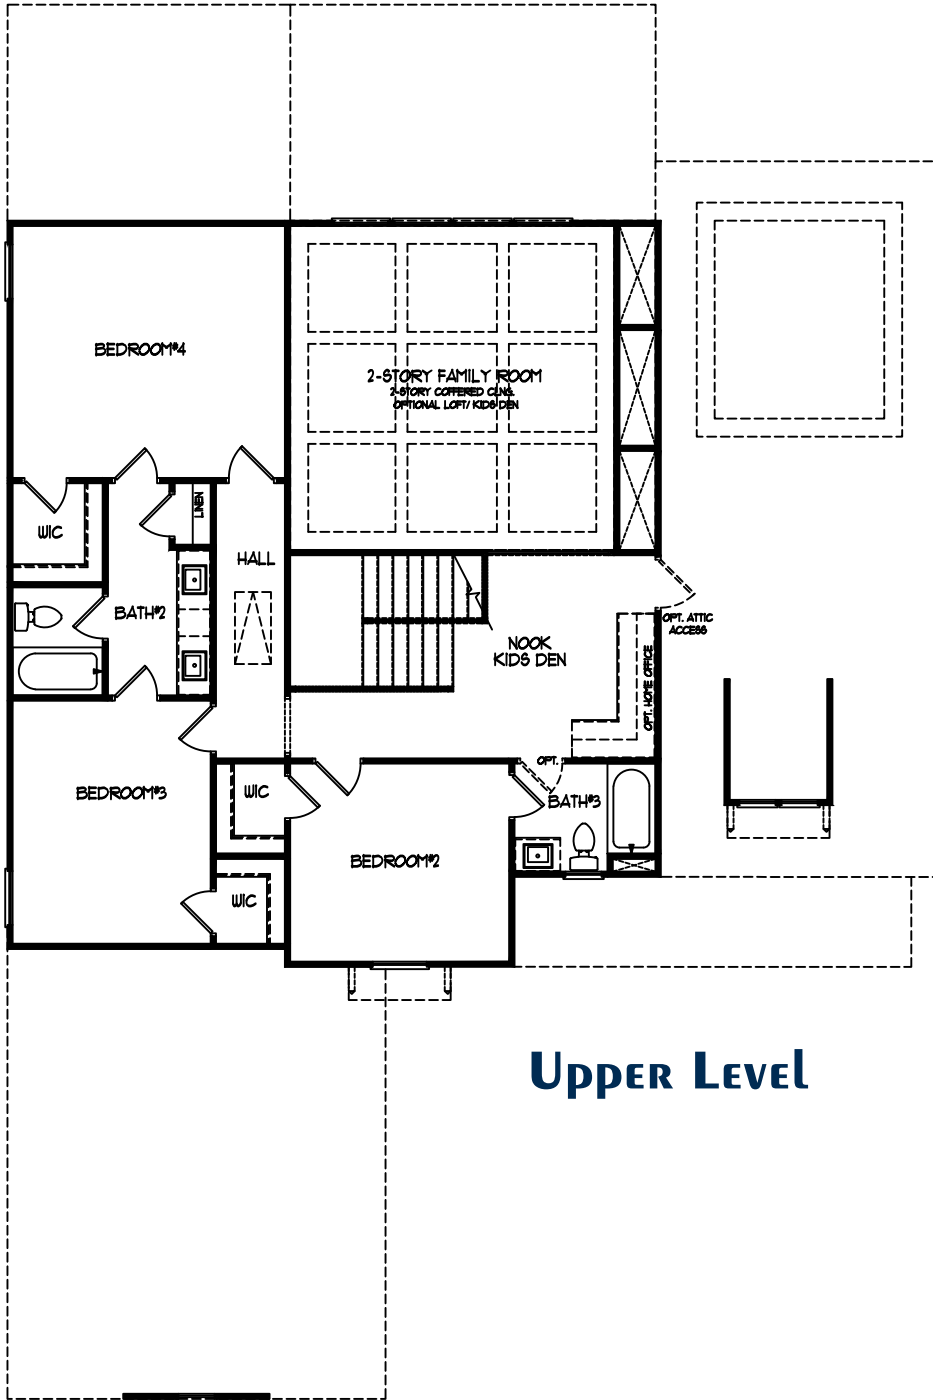 BEDROOM#4
2-STORY FAMILY ROOM
2-STORY COFFERED CLNG.
OPTIONAL LOFT/ KIDS DEN
LINEN
WIC
HALL
BATH#2
OPT. ATTIC
ACCESS
NOOK
KIDS DEN
OPT. HOME OFFICE
OPT.
BEDROOM#3
WIC
BATH#3
BEDROOM#2
WIC
Upper Level